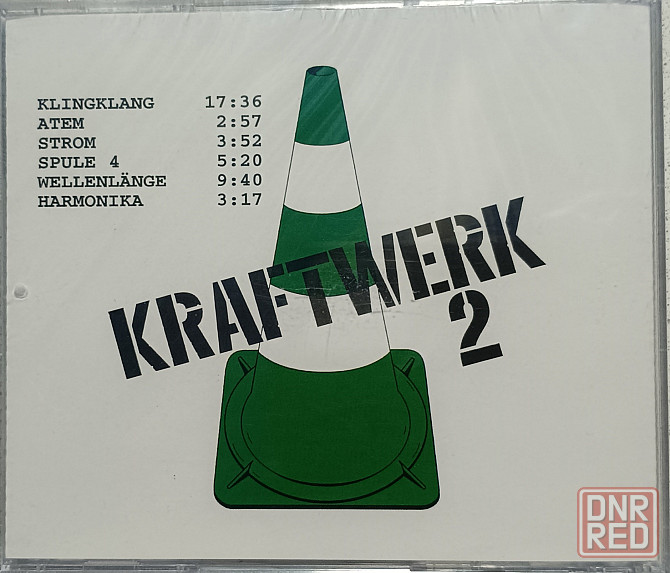 KLINGKLANG 17:36
ATEM 2:57
STROM 3:52
SPULE 4 5:20
WELLENLÄNGE 9:40
HARMONIKA 3:17
KRAFTWERK
2
DNR
RED